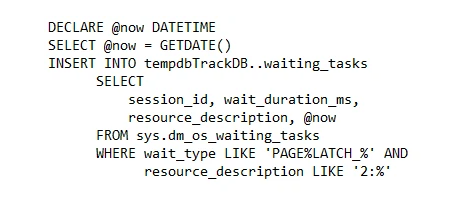 DECLARE @now DATETIME
SELECT @now = GETDATE()
INSERT INTO tempdbTrackDB..waiting_tasks
SELECT
session_id, wait_duration_ms,
resource_description, @now
FROM sys.dm_os_waiting_tasks
WHERE wait_type LIKE 'PAGE%LATCH_%' AND
resource_description LIKE '2:%'